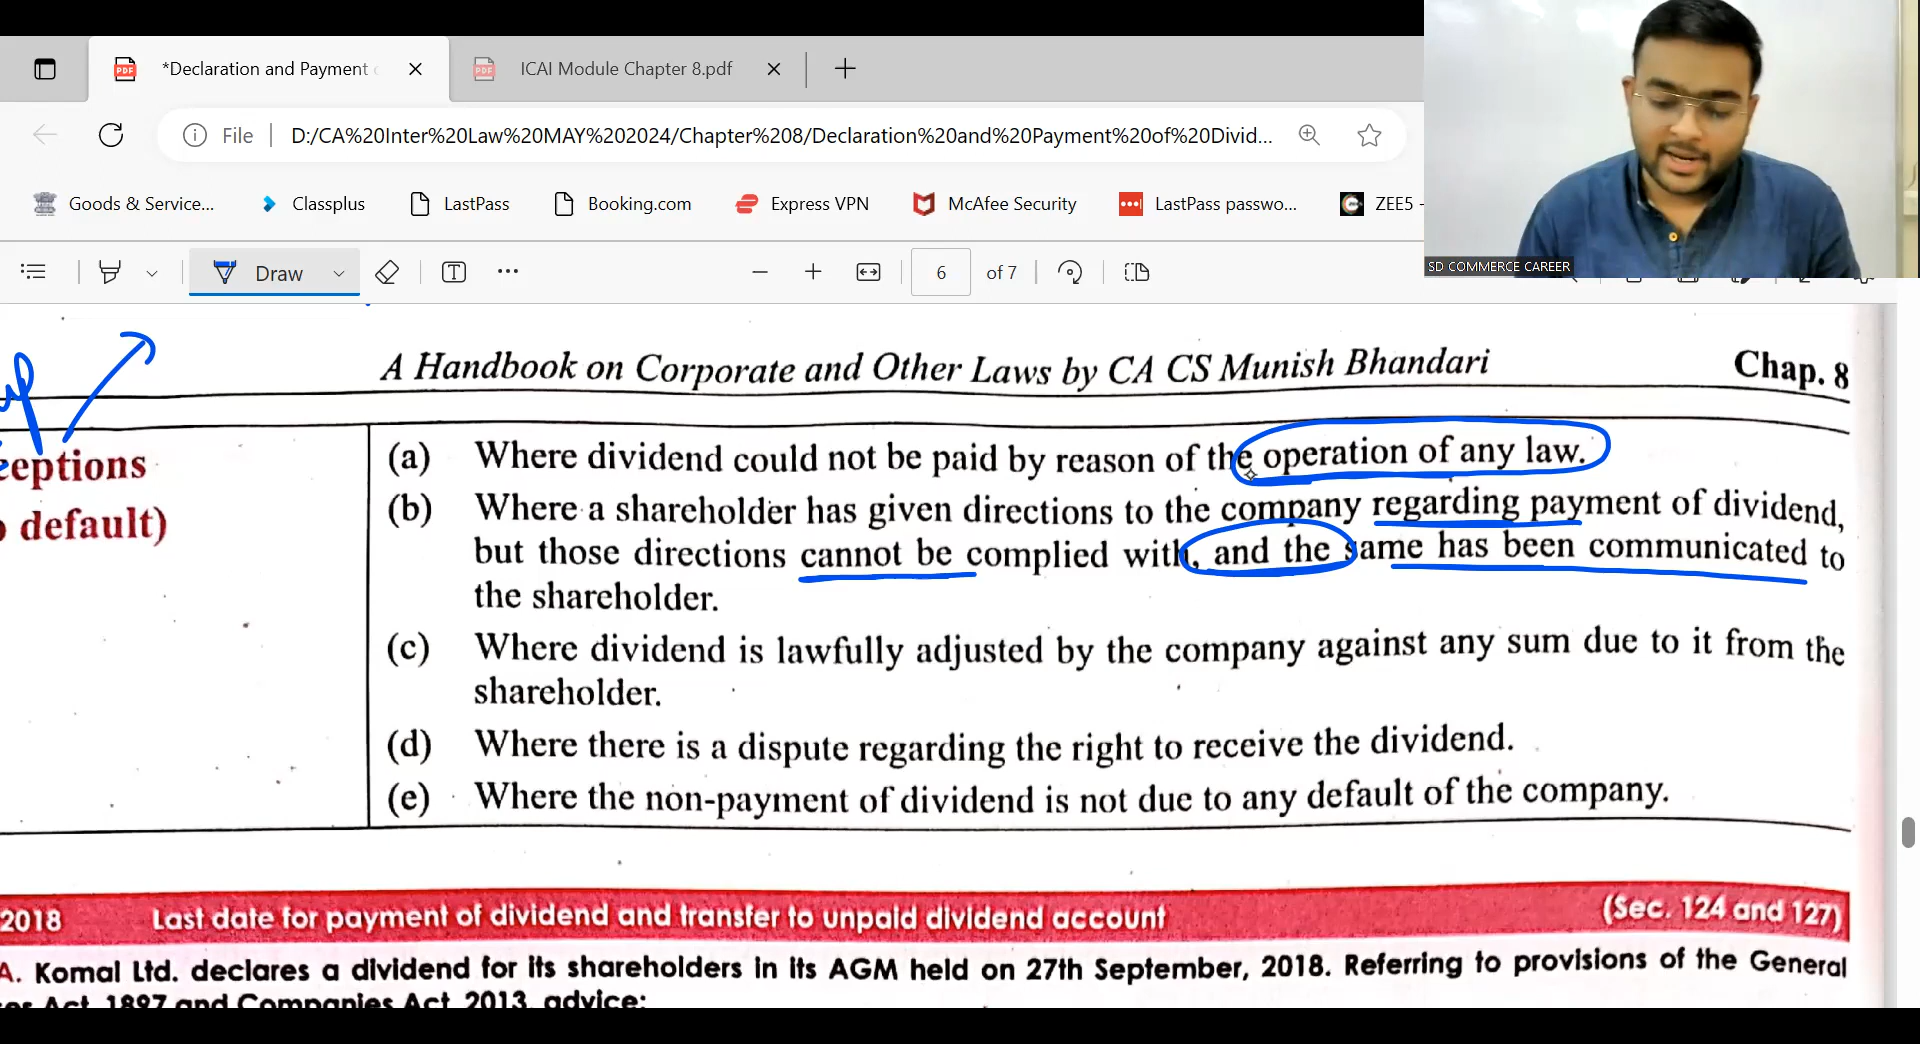 *Declaration and Payment
ICAI Module Chapter 8.pdf
File
D:/CA%20Inter%20Law%20MAY%202024/Chapter%208/Declaration%20and%20Payment%20of%20Divid...
Goods & Service...
Classplus
LastPass
Booking.com
Express VPN
McAfee Security
LastPass passwo...
ZEE5 -
Draw
6 of 7
SD COMMERCE CAREER
A Handbook on Corporate and Other Laws by CA CS Munish Bhandari
Chap. 8
ceptions
default)
(a) Where dividend could not be paid by reason of the operation of any law.
(b) Where a shareholder has given directions to the company regarding payment of dividend,
but those directions cannot be complied with, and the same has been communicated to
the shareholder.
(c) Where dividend is lawfully adjusted by the company against any sum due to it from the
shareholder.
(d) Where there is a dispute regarding the right to receive the dividend.
(e) Where the non-payment of dividend is not due to any default of the company.
2018 Last date for payment of dividend and transfer to unpaid dividend account (Sec. 124 and 127)
A. Komal Ltd. declares a dividend for its shareholders in its AGM held on 27th September, 2018. Referring to provisions of the General
Act, 1897 and Companies Act, 2013, advice: